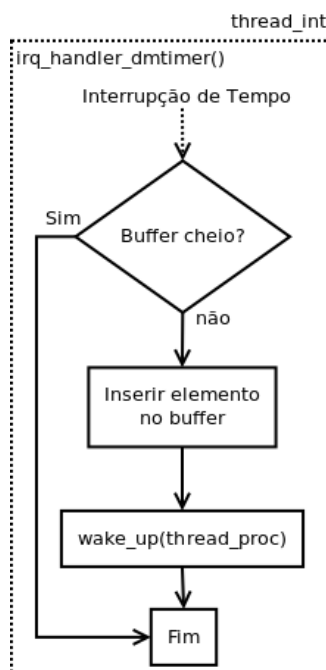 thread_int
irq_handler_dmtimer()
Interrupção de Tempo
Sim
Buffer cheio?
não
Inserir elemento
no buffer
wake_up(thread_proc)
Fim